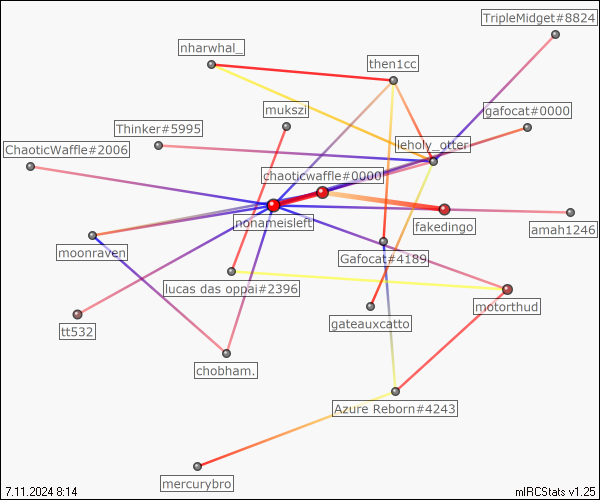 TripleMidget#8824
nharwhal_
then1cc
mukszi
gafocat#0000
Thinker#5995
ChaoticWaffle#2006
leholy_otter
chaoticwaffle#0000
nonameisleft
fakedingo
amah1246
moonraven
Gafocat#4189
lucas das oppai#2396
motorthud
tt532
gateauxcatto
chobham.
Azure Reborn#4243
mercurybro
7.11.2024 8:14
mIRCStats v1.25